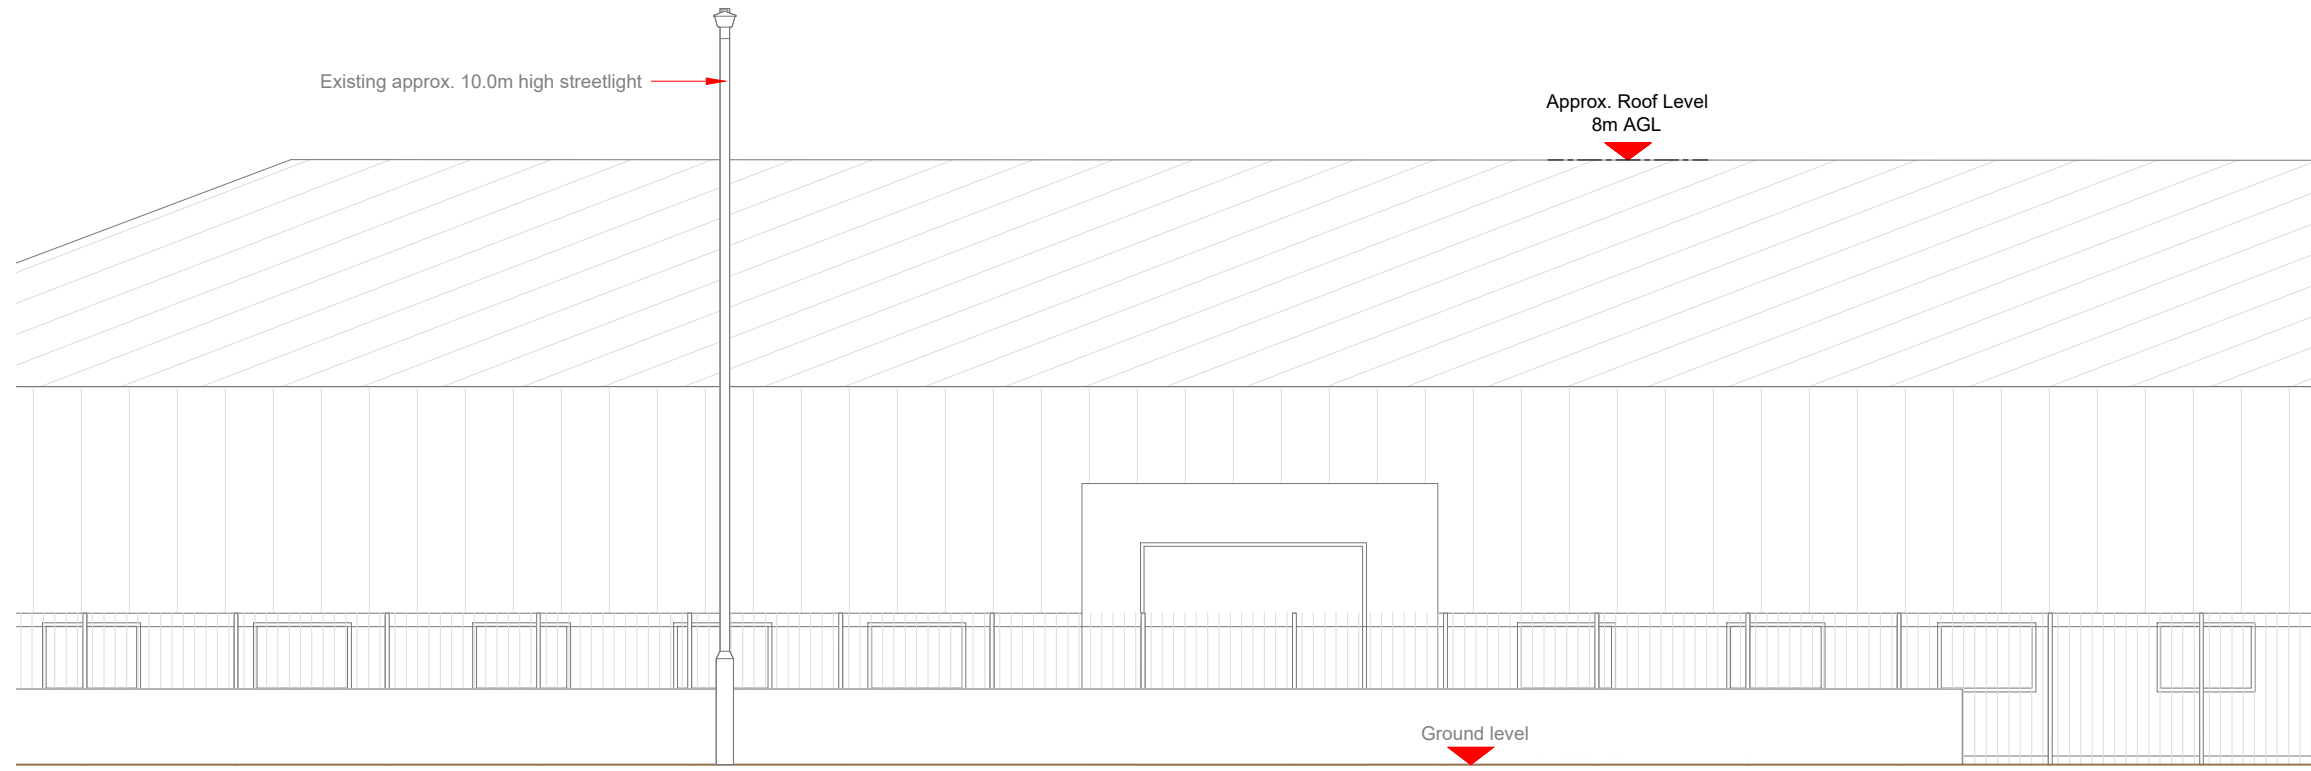 Existing approx. 10.0m high streetlight
Approx. Roof Level
8m AGL
Ground level